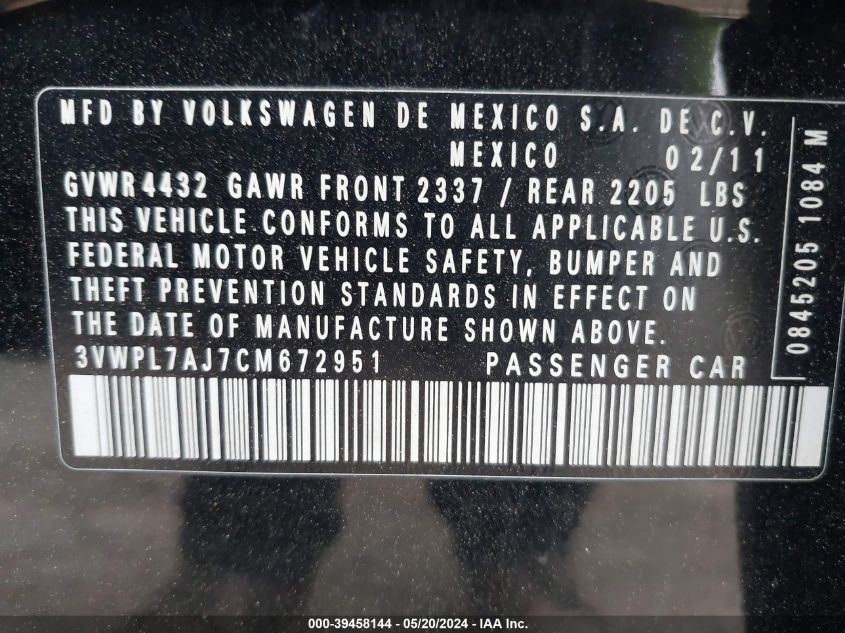 MFD BY VOLKSWAGEN DE MEXICO S.A. DE C.V.
MEXICO 02/11
GVWR 4432 GAWR FRONT 2337 / REAR 2205 LBS
THIS VEHICLE CONFORMS TO ALL APPLICABLE U.S.
FEDERAL MOTOR VEHICLE SAFETY, BUMPER AND
THEFT PREVENTION STANDARDS IN EFFECT ON
THE DATE OF MANUFACTURE SHOWN ABOVE.
3VWPL7AJ7CM672951 PASSENGER CAR
0845205 1084 M
000-39458144 - 05/20/2024 - IAA Inc.